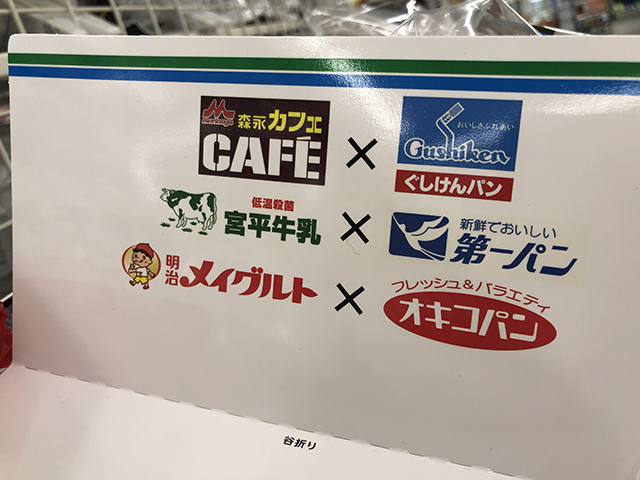 morinaga
森永カフェ
CAFÉ
×
おいしさふれあい
Gushiken
ぐしけんパン
低温殺菌
宮平牛乳
×
新鮮でおいしい
第一パン
明治メイグルト
×
フレッシュ&バラエティ
オキコパン
谷折り